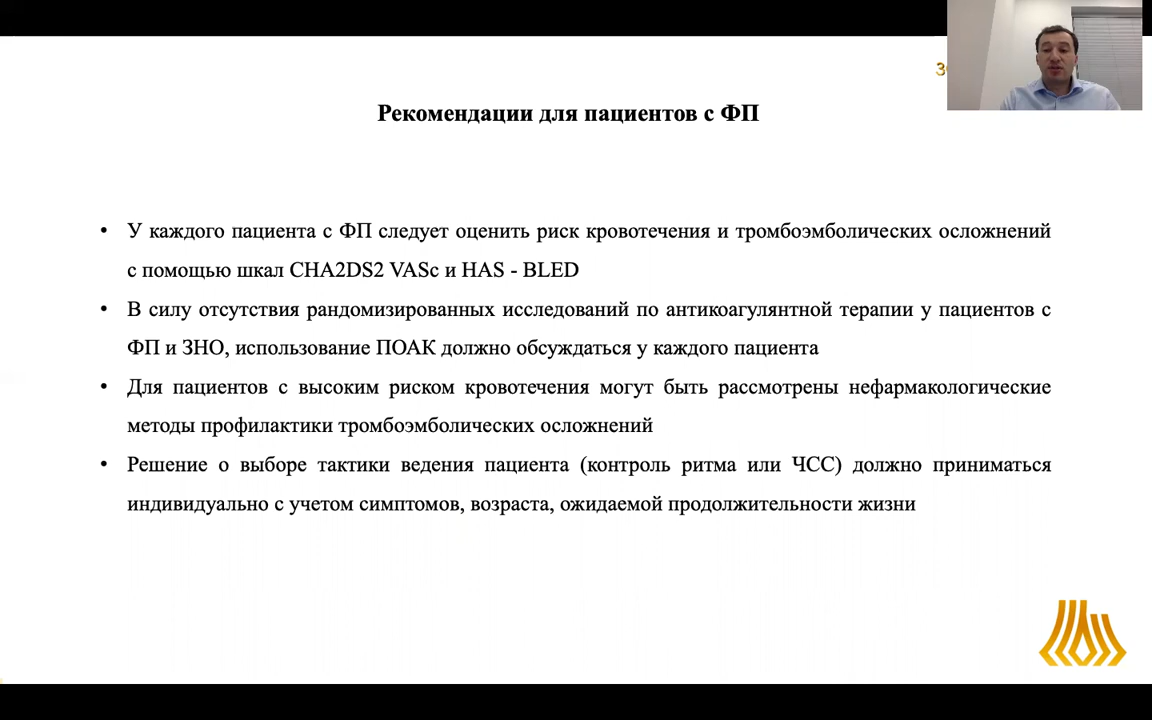 Рекомендации для пациентов с ФП
• У каждого пациента с ФП следует оценить риск кровотечения и тромбоэмболических осложнений
с помощью шкал CHA2DS2 VASc и HAS - BLED
• В силу отсутствия рандомизированных исследований по антикоагулянтной терапии у пациентов с
ФП и ЗНО, использование ПОАК должно обсуждаться у каждого пациента
• Для пациентов с высоким риском кровотечения могут быть рассмотрены нефармакологические
методы профилактики тромбоэмболических осложнений
• Решение о выборе тактики ведения пациента (контроль ритма или ЧСС) должно приниматься
индивидуально с учетом симптомов, возраста, ожидаемой продолжительности жизни